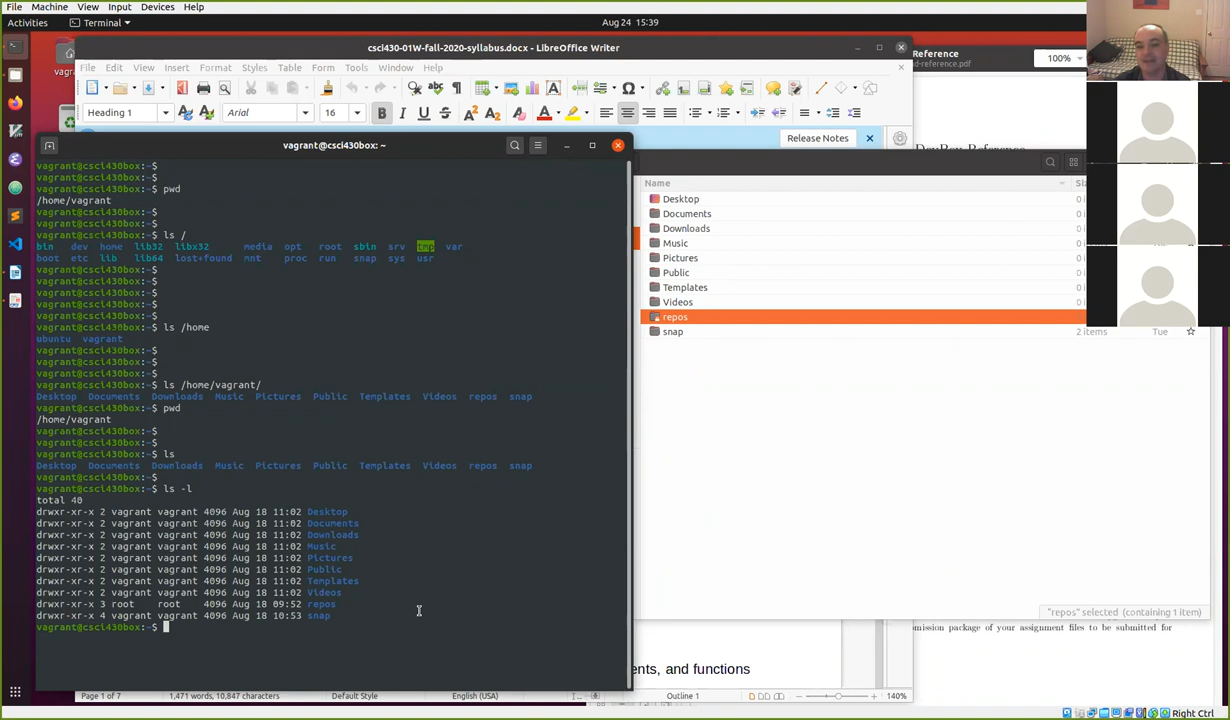 File Machine View Input Devices Help
Activities Terminal Aug 24 15:39
csci430-01W-fall-2020-syllabus.docx - LibreOffice Writer
File Edit View Insert Format Styles Table Form Tools Window Help
Reference
d-reference.pdf
100%
Heading 1 Arial 16
Release Notes
DevBox Reference
vagrant@csci430box: ~
vagrant@csci430box:~$
vagrant@csci430box:~$
vagrant@csci430box:~$ pwd
/home/vagrant
vagrant@csci430box:~$
vagrant@csci430box:~$
vagrant@csci430box:~$ ls /
bin dev home lib32 libx32 media opt root sbin srv tmp var
boot etc lib lib64 lost+found mnt proc run snap sys usr
vagrant@csci430box:~$
vagrant@csci430box:~$
vagrant@csci430box:~$
vagrant@csci430box:~$
vagrant@csci430box:~$
vagrant@csci430box:~$ ls /home
ubuntu vagrant
vagrant@csci430box:~$
vagrant@csci430box:~$
vagrant@csci430box:~$
vagrant@csci430box:~$ ls /home/vagrant/
Desktop Documents Downloads Music Pictures Public Templates Videos repos snap
vagrant@csci430box:~$ pwd
/home/vagrant
vagrant@csci430box:~$
vagrant@csci430box:~$
vagrant@csci430box:~$ ls
Desktop Documents Downloads Music Pictures Public Templates Videos repos snap
vagrant@csci430box:~$
vagrant@csci430box:~$ ls -l
total 40
drwxr-xr-x 2 vagrant vagrant 4096 Aug 18 11:02 Desktop
drwxr-xr-x 2 vagrant vagrant 4096 Aug 18 11:02 Documents
drwxr-xr-x 2 vagrant vagrant 4096 Aug 18 11:02 Downloads
drwxr-xr-x 2 vagrant vagrant 4096 Aug 18 11:02 Music
drwxr-xr-x 2 vagrant vagrant 4096 Aug 18 11:02 Pictures
drwxr-xr-x 2 vagrant vagrant 4096 Aug 18 11:02 Public
drwxr-xr-x 2 vagrant vagrant 4096 Aug 18 11:02 Templates
drwxr-xr-x 2 vagrant vagrant 4096 Aug 18 11:02 Videos
drwxr-xr-x 3 root root 4096 Aug 18 09:52 repos
drwxr-xr-x 4 vagrant vagrant 4096 Aug 18 10:53 snap
vagrant@csci430box:~$
Name
Desktop
Documents
Downloads
Music
Pictures
Public
Templates
Videos
repos
snap 2 items Tue
"repos" selected (containing 1 item)
mission package of your assignment files to be submitted for
ents, and functions
Page 1 of 7 1,471 words, 10,847 characters Default Style English (USA) Outline 1 140%
vagr
Right Ctrl